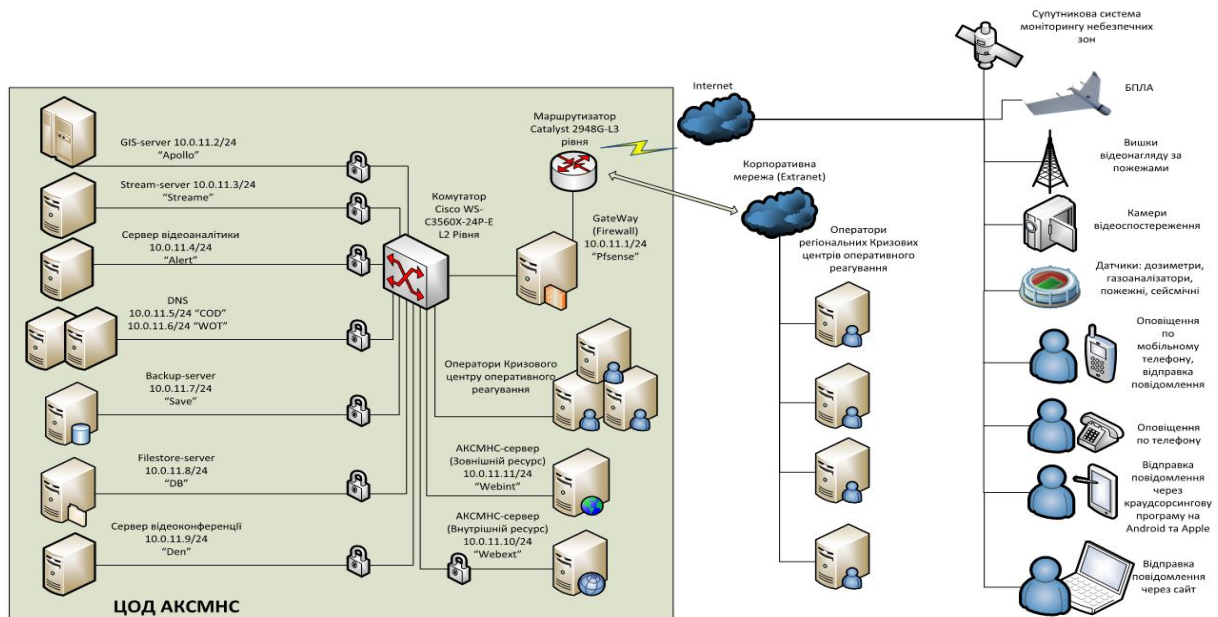 GIS-server 10.0.11.2/24
“Apollo”
Stream-server 10.0.11.3/24
“Streame”
Сервер відеоаналітики
10.0.11.4/24
“Alert”
DNS
10.0.11.5/24 “COD”
10.0.11.6/24 “WOT”
Backup-server
10.0.11.7/24
“Save”
Filestore-server
10.0.11.8/24
“DB”
Сервер відеоконференції
10.0.11.9/24
“Den”
ЦОД АКСМНС
Комутатор
Cisco WS-
C3560X-24P-E
L2 Рівня
Маршрутизатор
Catalyst 2948G-L3
рівня
GateWay
(Firewall)
10.0.11.1/24
“Pfsense”
Оператори Кризового
центру оперативного
реагування
АКСМНС-сервер
(Зовнішній ресурс)
10.0.11.11/24
“Webint”
АКСМНС-сервер
(Внутрішній ресурс)
10.0.11.10/24
“Webext”
Internet
Корпоративна
мережа (Extranet)
Оператори
регіональних Кризових
центрів оперативного
реагування
Супутникова система
моніторингу небезпечних
зон
БПЛА
Вишки
відеонагляду за
пожежами
Камери
відеоспостереження
Датчики: дозиметри,
газоаналізатори,
пожежні, сейсмічні
Оповіщення
по
мобільному
телефону,
відправка
повідомлення
Оповіщення
по телефону
Відправка
повідомлення
через
краудсорсингову
програму на
Android та Apple
Відправка
повідомлення
через сайт